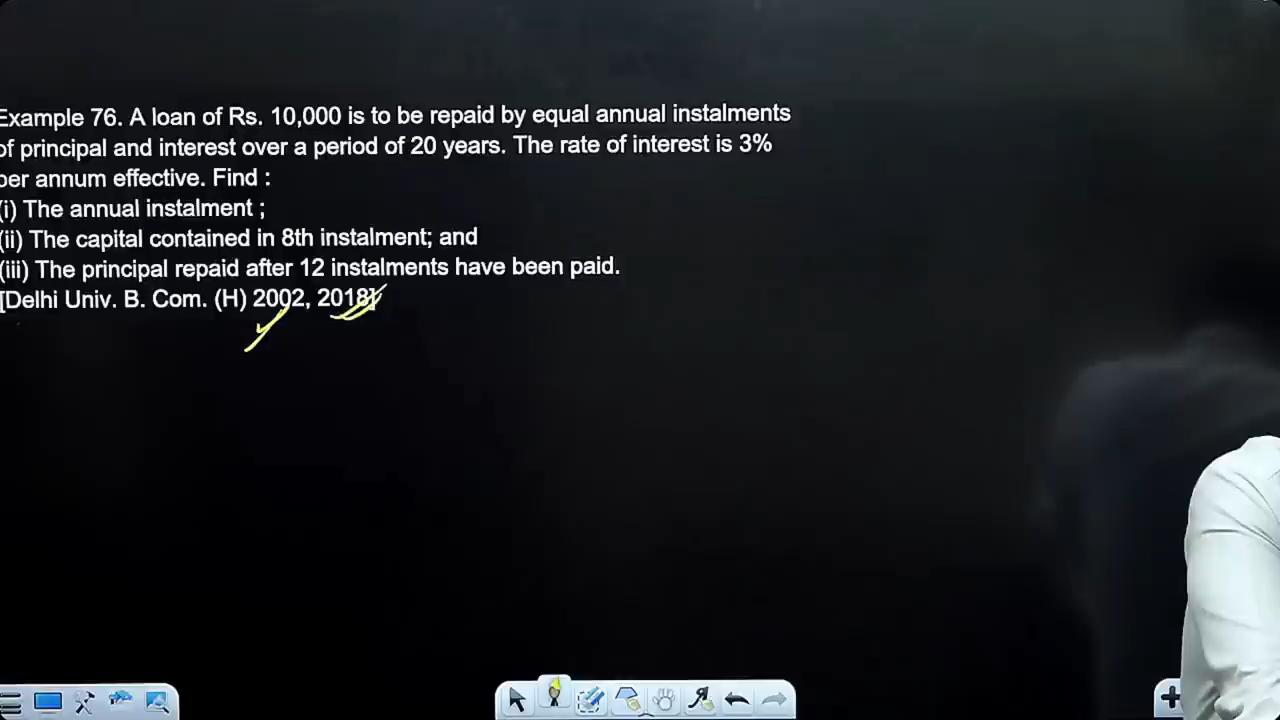 Example 76. A loan of Rs. 10,000 is to be repaid by equal annual instalments
of principal and interest over a period of 20 years. The rate of interest is 3%
per annum effective. Find :
(i) The annual instalment ;
(ii) The capital contained in 8th instalment; and
(iii) The principal repaid after 12 instalments have been paid.
[Delhi Univ. B. Com. (H) 2002, 2018]